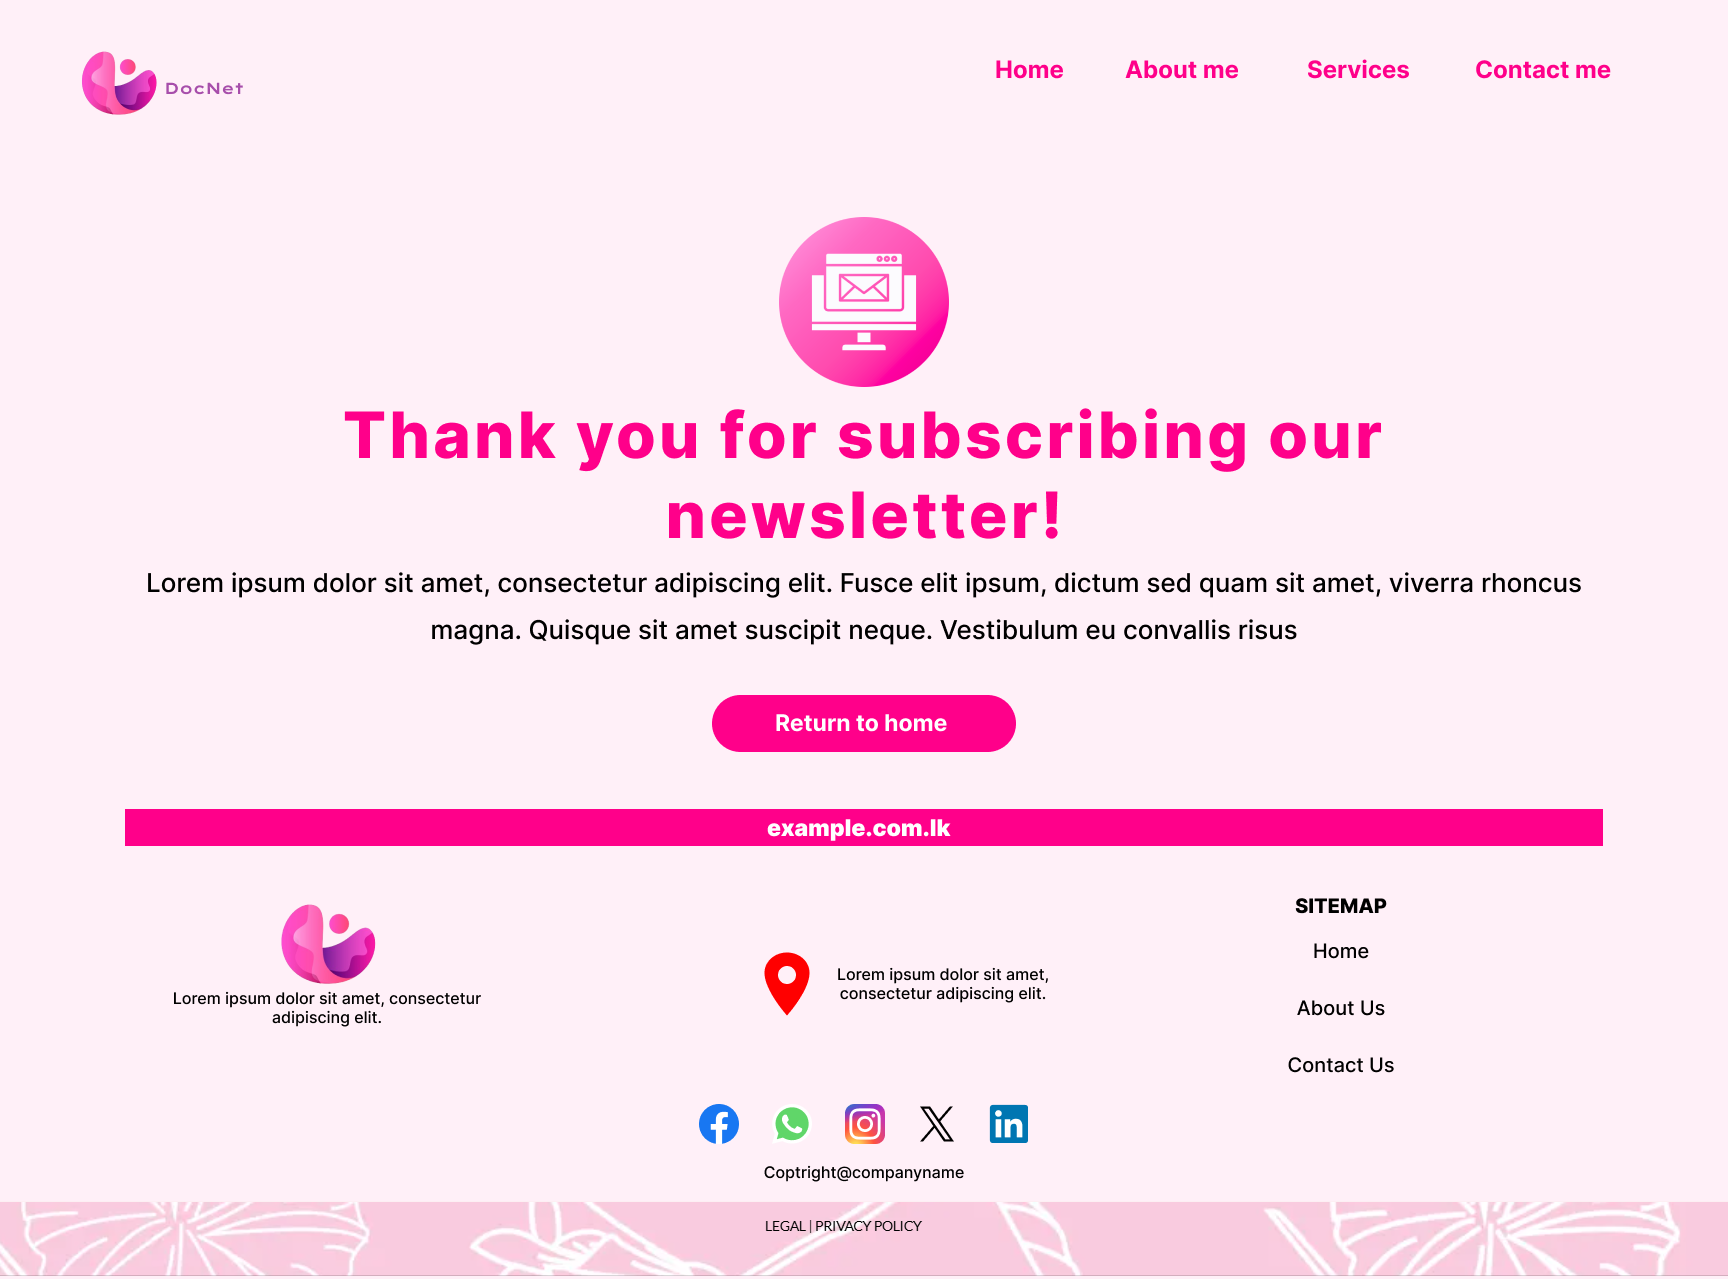 DocNet
Home
About me
Services
Contact me
Thank you for subscribing our
newsletter!
Lorem ipsum dolor sit amet, consectetur adipiscing elit. Fusce elit ipsum, dictum sed quam sit amet, viverra rhoncus
magna. Quisque sit amet suscipit neque. Vestibulum eu convallis risus
Return to home
example.com.lk
Lorem ipsum dolor sit amet, consectetur
adipiscing elit.
Lorem ipsum dolor sit amet,
consectetur adipiscing elit.
SITEMAP
Home
About Us
Contact Us
Coptright@companyname
LEGAL | PRIVACY POLICY